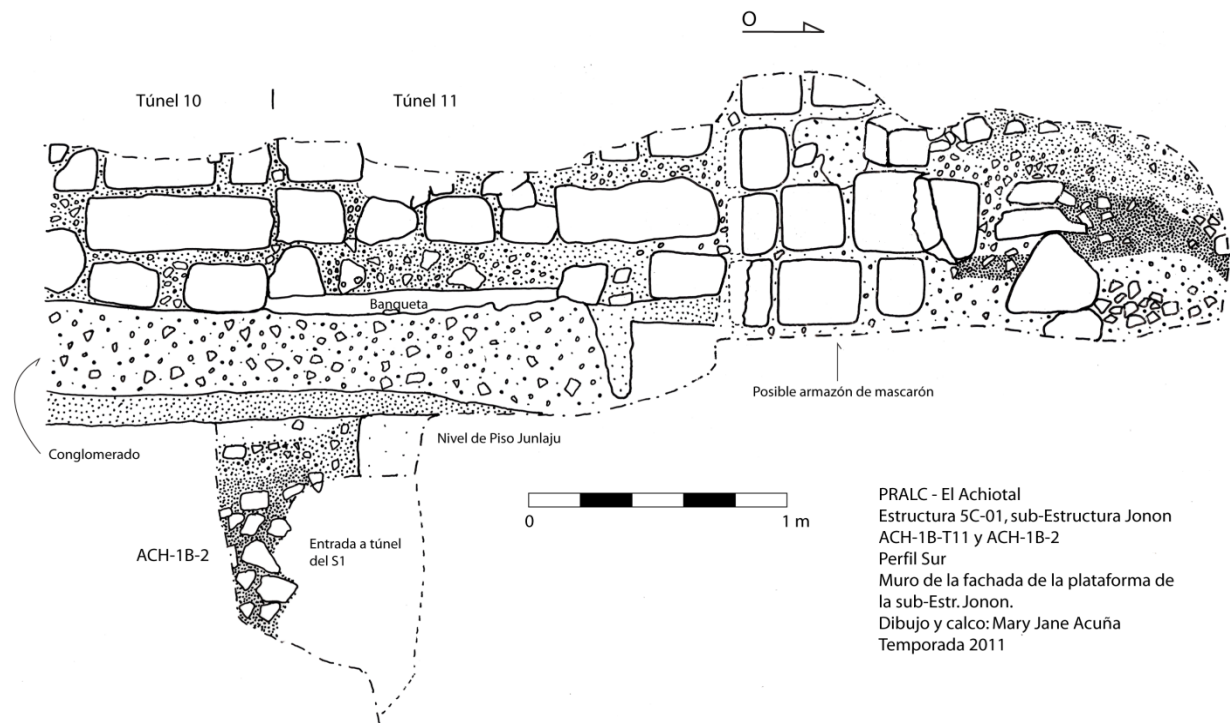 O
Túnel 10
Túnel 11
Banqueta
Posible armazón de mascarón
Conglomerado
Nivel de Piso Junlaju
0
1 m
ACH-1B-2
Entrada a túnel
del S1
PRALC - El Achiotal
Estructura 5C-01, sub-Estructura Jonon
ACH-1B-T11 y ACH-1B-2
Perfil Sur
Muro de la fachada de la plataforma de
la sub-Estr. Jonon.
Dibujo y calco: Mary Jane Acuña
Temporada 2011